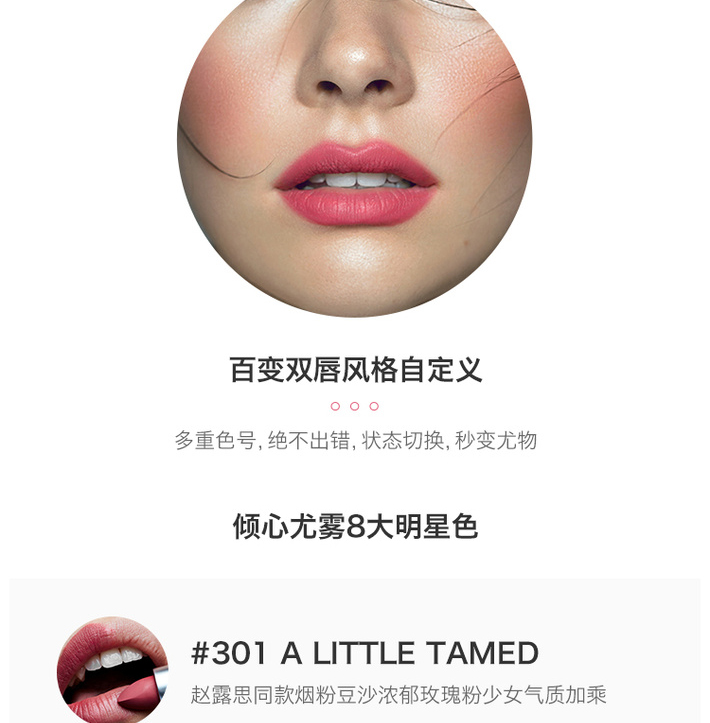 百变双唇风格自定义
多重色号, 绝不出错, 状态切换, 秒变尤物
倾心尤雾8大明星色
#301 A LITTLE TAMED
赵露思同款烟粉豆沙浓郁玫瑰粉少女气质加乘